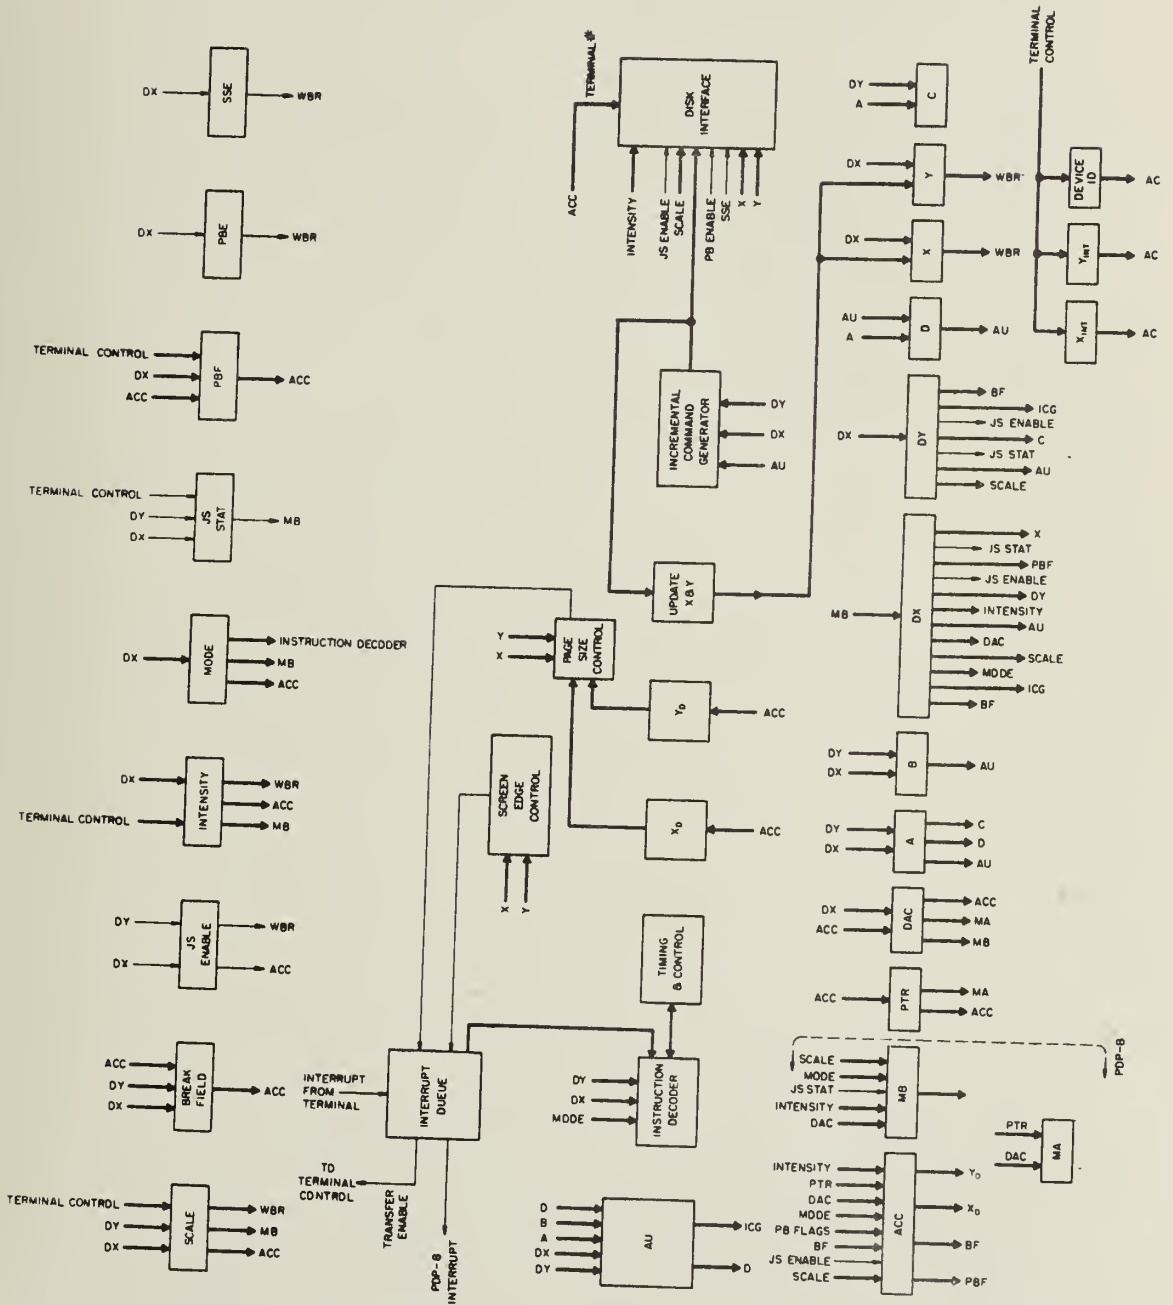 DX
SSE
WBR
DX
PBE
WBR
TERMINAL CONTROL
DX
ACC
PBF
ACC
TERMINAL CONTROL
DY
DX
JS
STAT
MB
DX
MODE
INSTRUCTION DECODER
MB
ACC
DX
TERMINAL CONTROL
INTENSITY
WBR
ACC
MB
DY
DX
JS
ENABLE
WBR
ACC
ACC
DY
DX
BREAK
FIELD
ACC
TERMINAL CONTROL
DY
DX
SCALE
WBR
MB
ACC
TERMINAL #
ACC
DISK
INTERFACE
INTENSITY
JS ENABLE
SCALE
PB ENABLE
SSE
X
Y
INCREMENTAL
COMMAND
GENERATOR
DY
DX
AU
UPDATE
X & Y
Y
X
PAGE
SIZE
CONTROL
YD
ACC
XD
ACC
SCREEN
EDGE
CONTROL
X
Y
TIMING
& CONTROL
INTERRUPT
FROM
TERMINAL
INTERRUPT
QUEUE
TO
TERMINAL
CONTROL
TRANSFER
ENABLE
PDP-8
INTERRUPT
DY
DX
MODE
INSTRUCTION
DECODER
D
B
A
DX
DY
AU
ICG
D
DY
A
C
DX
Y
WBR
DX
X
WBR
AU
A
D
AU
DX
DY
BF
ICG
JS ENABLE
C
JS STAT
AU
SCALE
MB
DX
X
JS STAT
PBF
JS ENABLE
DY
INTENSITY
AU
DAC
SCALE
MODE
ICG
BF
DY
DX
B
AU
DY
DX
A
C
D
AU
DX
ACC
DAC
ACC
MA
MB
ACC
PTR
MA
ACC
SCALE
MODE
JS STAT
INTENSITY
DAC
MB
PDP-8
PTR
DAC
MA
INTENSITY
PTR
DAC
MODE
PB FLAGS
BF
JS ENABLE
SCALE
ACC
YD
XD
BF
PBF
TERMINAL
CONTROL
DEVICE
ID
AC
YINT
AC
XINT
AC